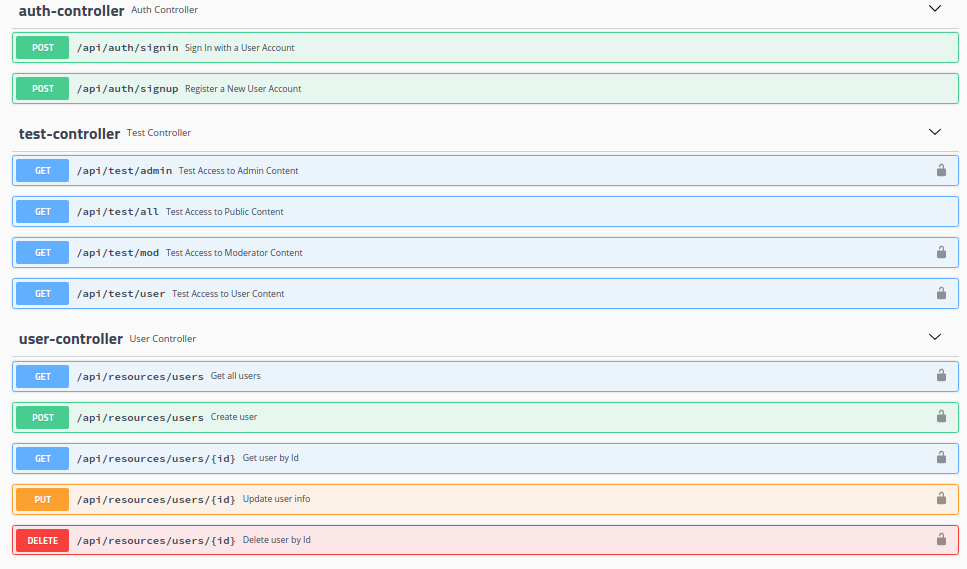 auth-controller Auth Controller
POST /api/auth/signin Sign In with a User Account
POST /api/auth/signup Register a New User Account
test-controller Test Controller
GET /api/test/admin Test Access to Admin Content
GET /api/test/all Test Access to Public Content
GET /api/test/mod Test Access to Moderator Content
GET /api/test/user Test Access to User Content
user-controller User Controller
GET /api/resources/users Get all users
POST /api/resources/users Create user
GET /api/resources/users/{id} Get user by Id
PUT /api/resources/users/{id} Update user info
DELETE /api/resources/users/{id} Delete user by Id